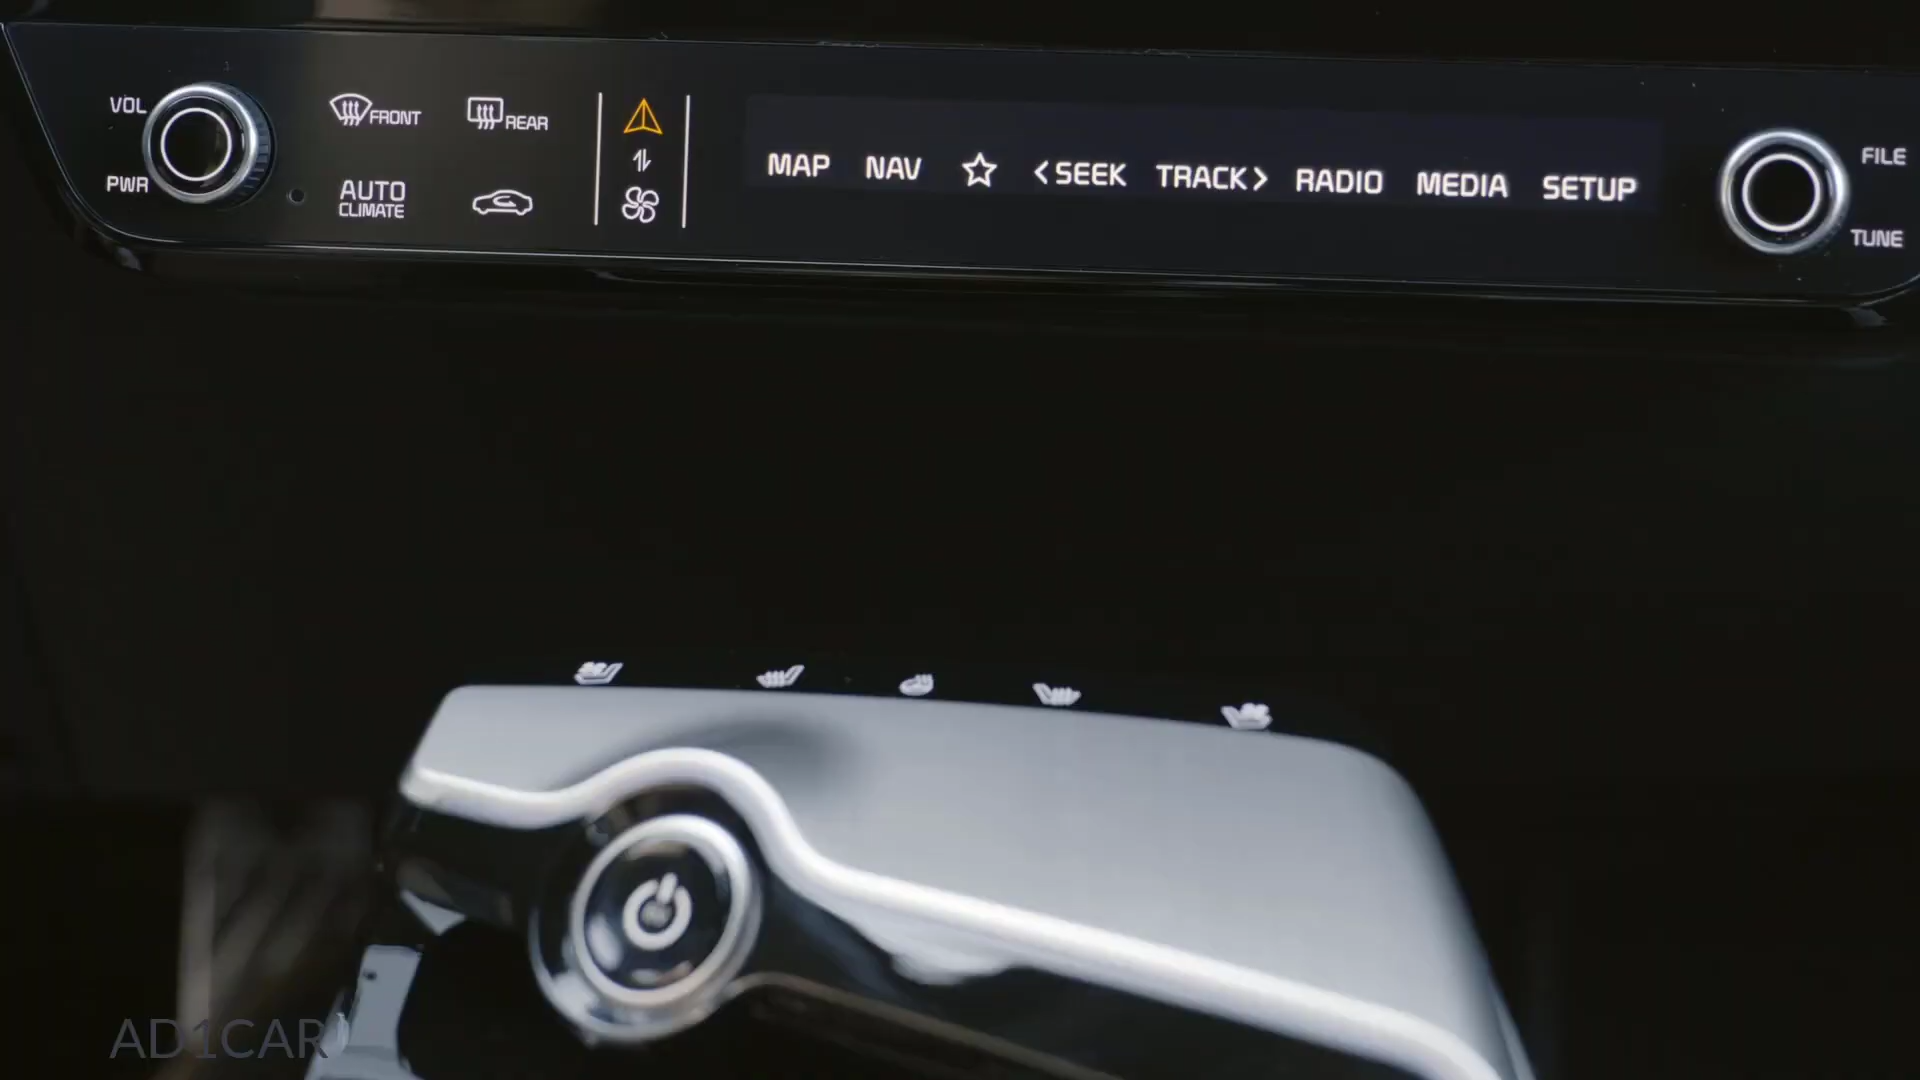 VOL
PWR
FRONT
REAR
AUTO
CLIMATE
MAP NAV <SEEK TRACK> RADIO MEDIA SETUP
FILE
TUNE
AD1CAR